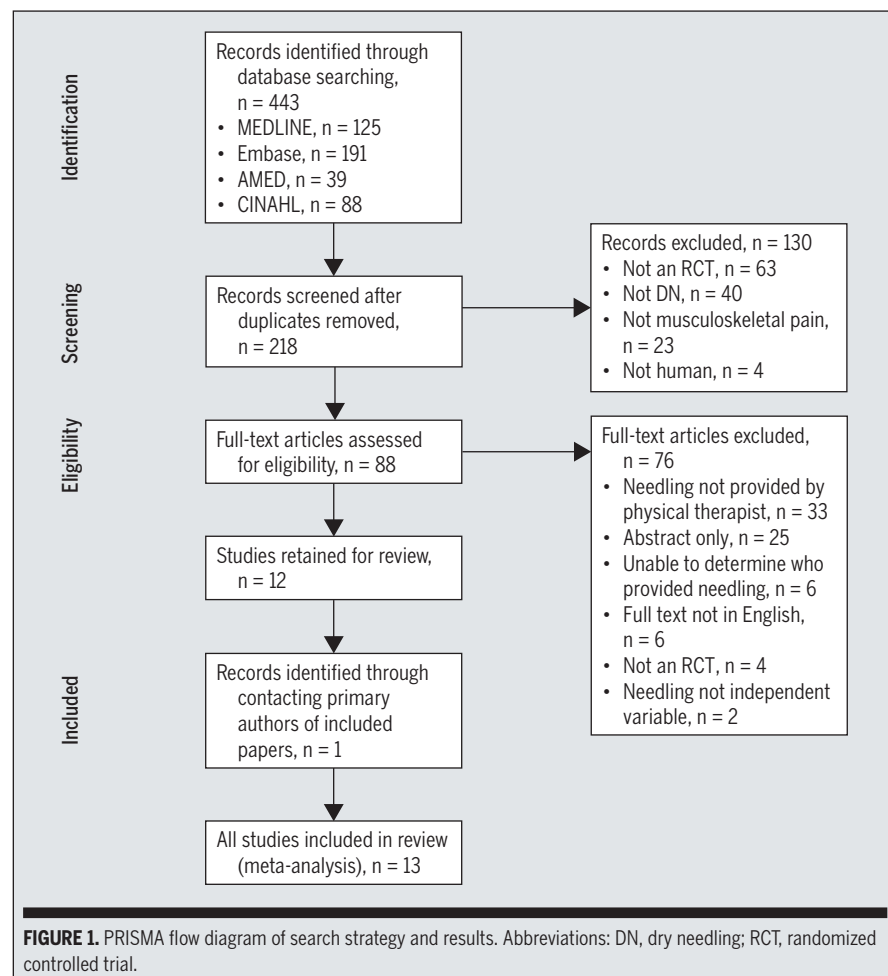 Identification
Records identified through
database searching,
n = 443
• MEDLINE, n = 125
• Embase, n = 191
• AMED, n = 39
• CINAHL, n = 88
Screening
Records screened after
duplicates removed,
n = 218
Records excluded, n = 130
• Not an RCT, n = 63
• Not DN, n = 40
• Not musculoskeletal pain,
n = 23
• Not human, n = 4
Eligibility
Full-text articles assessed
for eligibility, n = 88
Full-text articles excluded,
n = 76
• Needling not provided by
physical therapist, n = 33
• Abstract only, n = 25
• Unable to determine who
provided needling, n = 6
• Full text not in English,
n = 6
• Not an RCT, n = 4
• Needling not independent
variable, n = 2
Studies retained for review,
n = 12
Included
Records identified through
contacting primary
authors of included
papers, n = 1
All studies included in review
(meta-analysis), n = 13
FIGURE 1. PRISMA flow diagram of search strategy and results. Abbreviations: DN, dry needling; RCT, randomized
controlled trial.